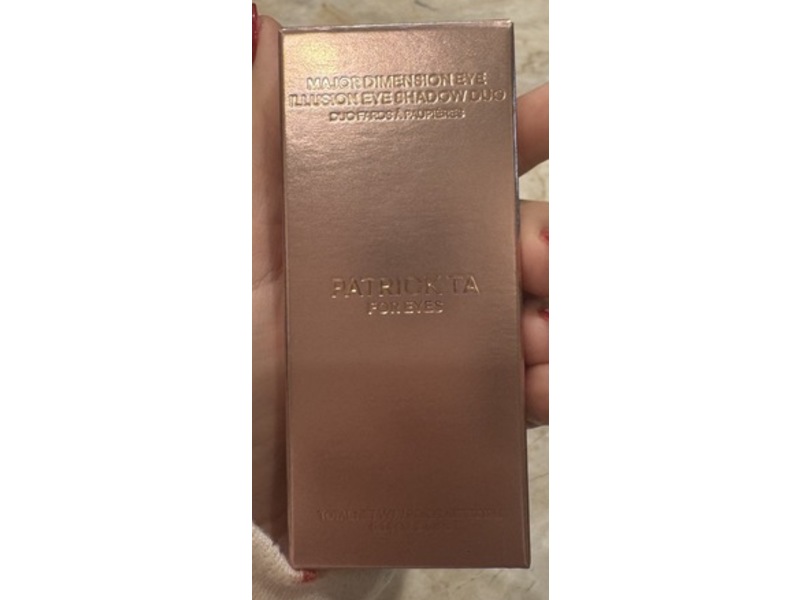 MAJOR DIMENSION EYE
ILLUSION EYE SHADOW DUO
DUO FARDS À PAUPIÈRES
PATRICK TA
FOR EYES